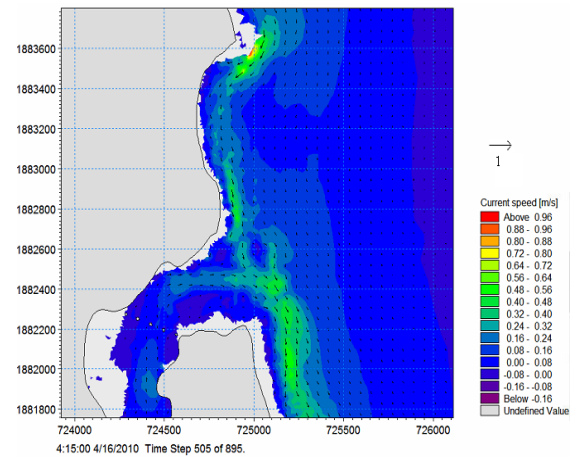 1883600
1883400
1883200
1883000
1882800
1882600
1882400
1882200
1882000
1881800
724000 724500 725000 725500 726000
4:15:00 4/16/2010 Time Step 505 of 895.
1
Current speed [m/s]
Above 0.96
0.88 - 0.96
0.80 - 0.88
0.72 - 0.80
0.64 - 0.72
0.56 - 0.64
0.48 - 0.56
0.40 - 0.48
0.32 - 0.40
0.24 - 0.32
0.16 - 0.24
0.08 - 0.16
0.00 - 0.08
-0.08 - 0.00
-0.16 - -0.08
Below -0.16
Undefined Value